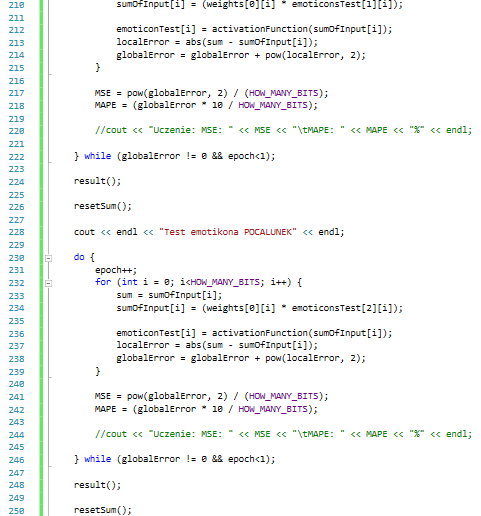 210 sumOfInput[i] = (weights[0][i] * emoticonsTest[1][i]);
211
212 emoticonTest[i] = activationFunction(sumOfInput[i]);
213 localError = abs(sum - sumOfInput[i]);
214 globalError = globalError + pow(localError, 2);
215 }
216
217 MSE = pow(globalError, 2) / (HOW_MANY_BITS);
218 MAPE = (globalError * 10 / HOW_MANY_BITS);
219
220 //cout << "Uczenie: MSE: " << MSE << "\tMAPE: " << MAPE << "%" << endl;
221
222 } while (globalError != 0 && epoch<1);
223
224 result();
225
226 resetSum();
227
228 cout << endl << "Test emotikona POCALUNEK" << endl;
229
230 do {
231 epoch++;
232 for (int i = 0; i<HOW_MANY_BITS; i++) {
233 sum = sumOfInput[i];
234 sumOfInput[i] = (weights[0][i] * emoticonsTest[2][i]);
235
236 emoticonTest[i] = activationFunction(sumOfInput[i]);
237 localError = abs(sum - sumOfInput[i]);
238 globalError = globalError + pow(localError, 2);
239 }
240
241 MSE = pow(globalError, 2) / (HOW_MANY_BITS);
242 MAPE = (globalError * 10 / HOW_MANY_BITS);
243
244 //cout << "Uczenie: MSE: " << MSE << "\tMAPE: " << MAPE << "%" << endl;
245
246 } while (globalError != 0 && epoch<1);
247
248 result();
249
250 resetSum();